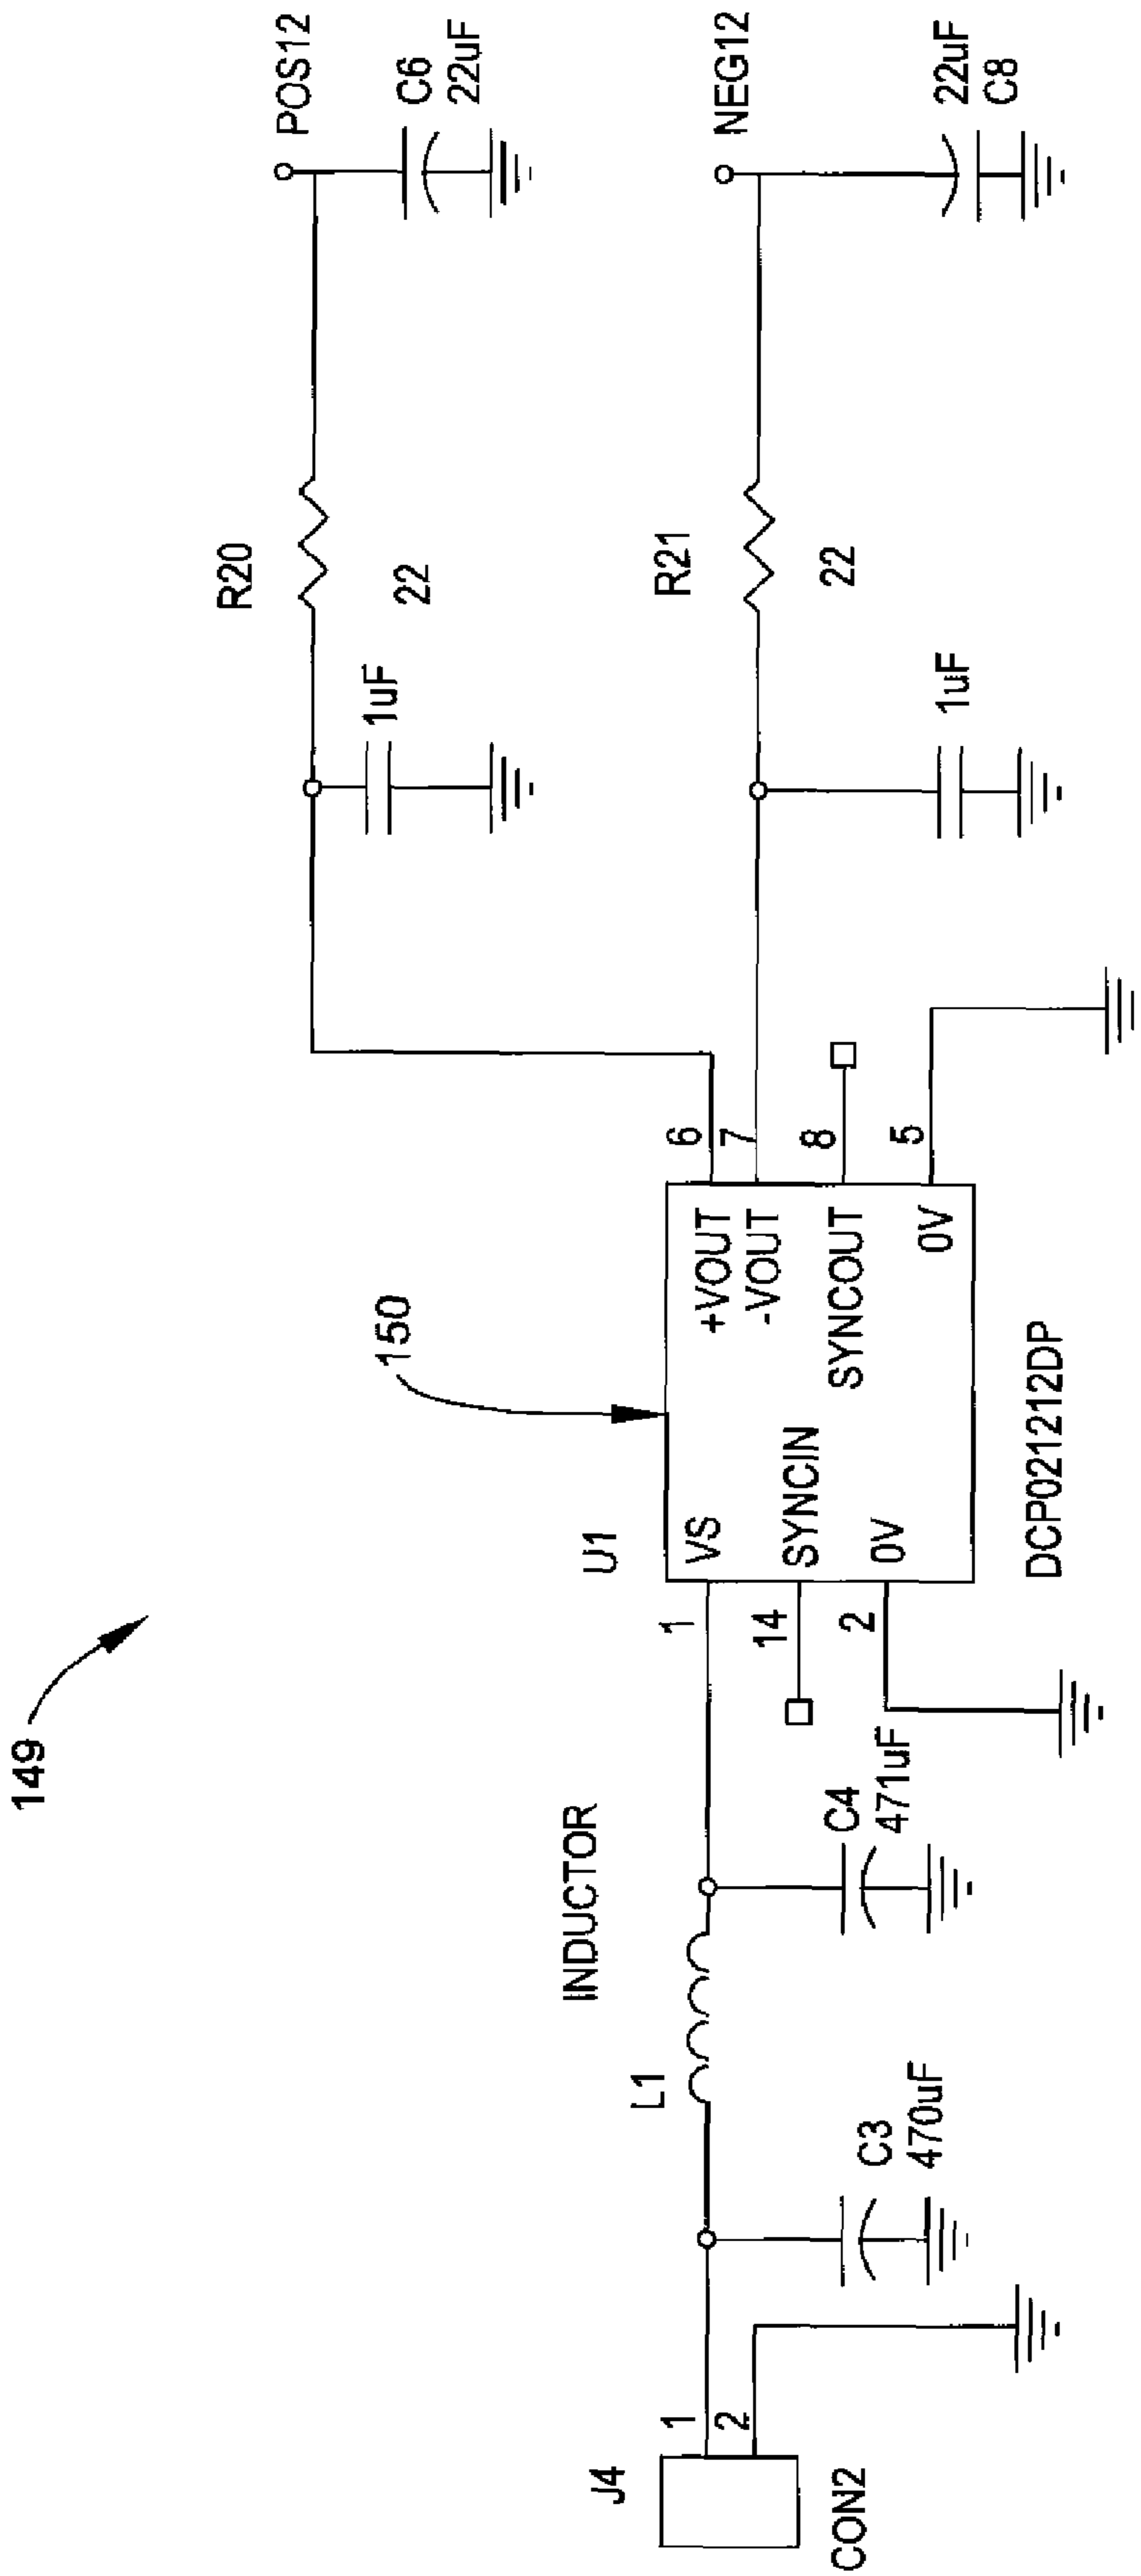 149
150
J4
CON2
1
2
L1
INDUCTOR
C3
470uF
C4
471uF
U1
1
14
2
VS
SYNCIN
0V
+VOUT
-VOUT
SYNCOUT
0V
DCP021212DP
6
7
8
5
1uF
R20
22
POS12
C6
22uF
1uF
R21
22
NEG12
22uF
C8